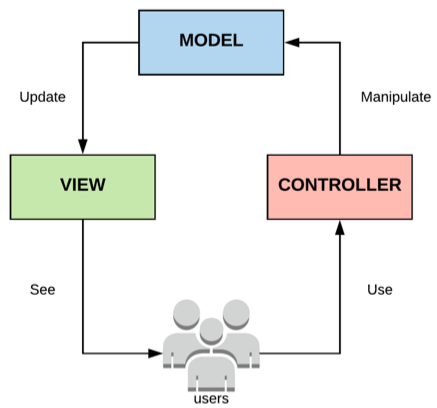 MODEL
Update
Manipulate
VIEW
CONTROLLER
See
Use
users